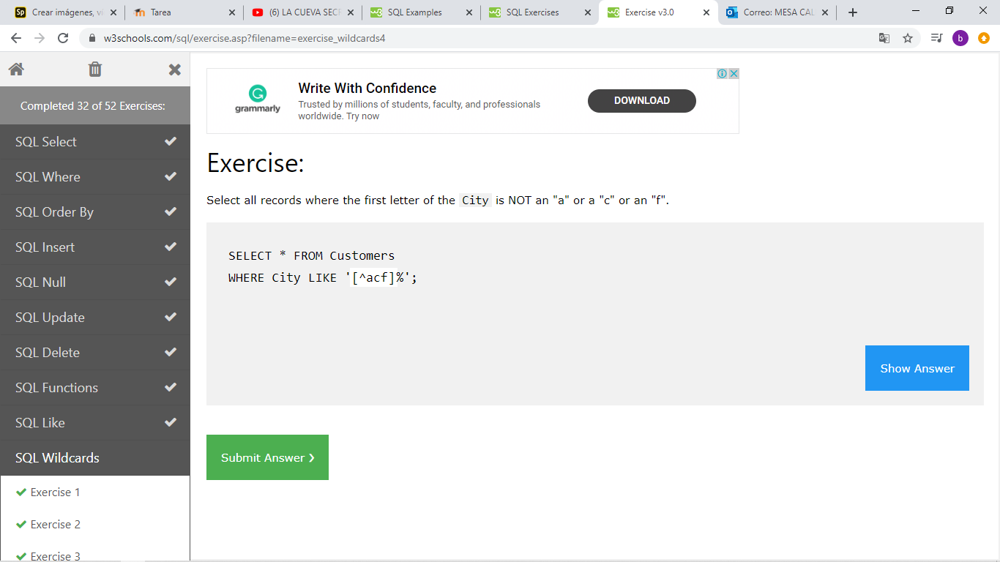 Crear imágenes, ví
Tarea
(6) LA CUEVA SECR
SQL Examples
SQL Exercises
Exercise v3.0
Correo: MESA CAL
w3schools.com/sql/exercise.asp?filename=exercise_wildcards4
b
Completed 32 of 52 Exercises:
SQL Select
SQL Where
SQL Order By
SQL Insert
SQL Null
SQL Update
SQL Delete
SQL Functions
SQL Like
SQL Wildcards
Exercise 1
Exercise 2
Exercise 3
grammarly
Write With Confidence
Trusted by millions of students, faculty, and professionals
worldwide. Try now
DOWNLOAD
Exercise:
Select all records where the first letter of the City is NOT an "a" or a "c" or an "f".
SELECT * FROM Customers
WHERE City LIKE '[^acf]%';
Show Answer
Submit Answer ❯